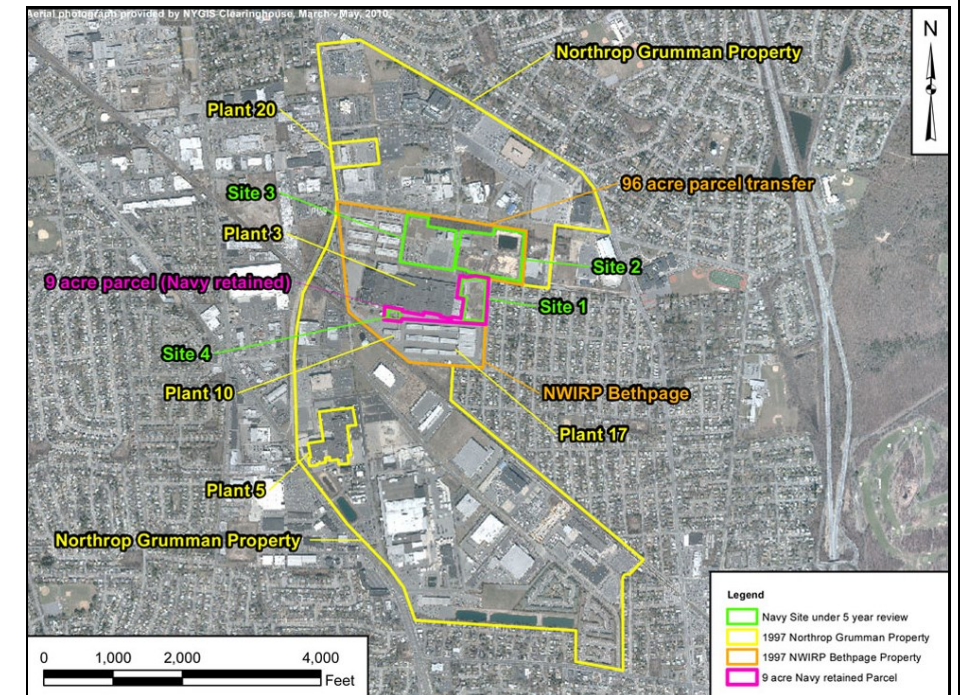 Aerial photograph provided by NYGIS Clearinghouse, March - May, 2010.
N
Northrop Grumman Property
Plant 20
96 acre parcel transfer
Site 3
Plant 3
Site 2
9 acre parcel (Navy retained)
Site 1
Site 4
Plant 10
NWIRP Bethpage
Plant 17
Plant 5
Northrop Grumman Property
Legend
Navy Site under 5 year review
1997 Northrop Grumman Property
1997 NWIRP Bethpage Property
9 acre Navy retained Parcel
0 1,000 2,000 4,000
Feet